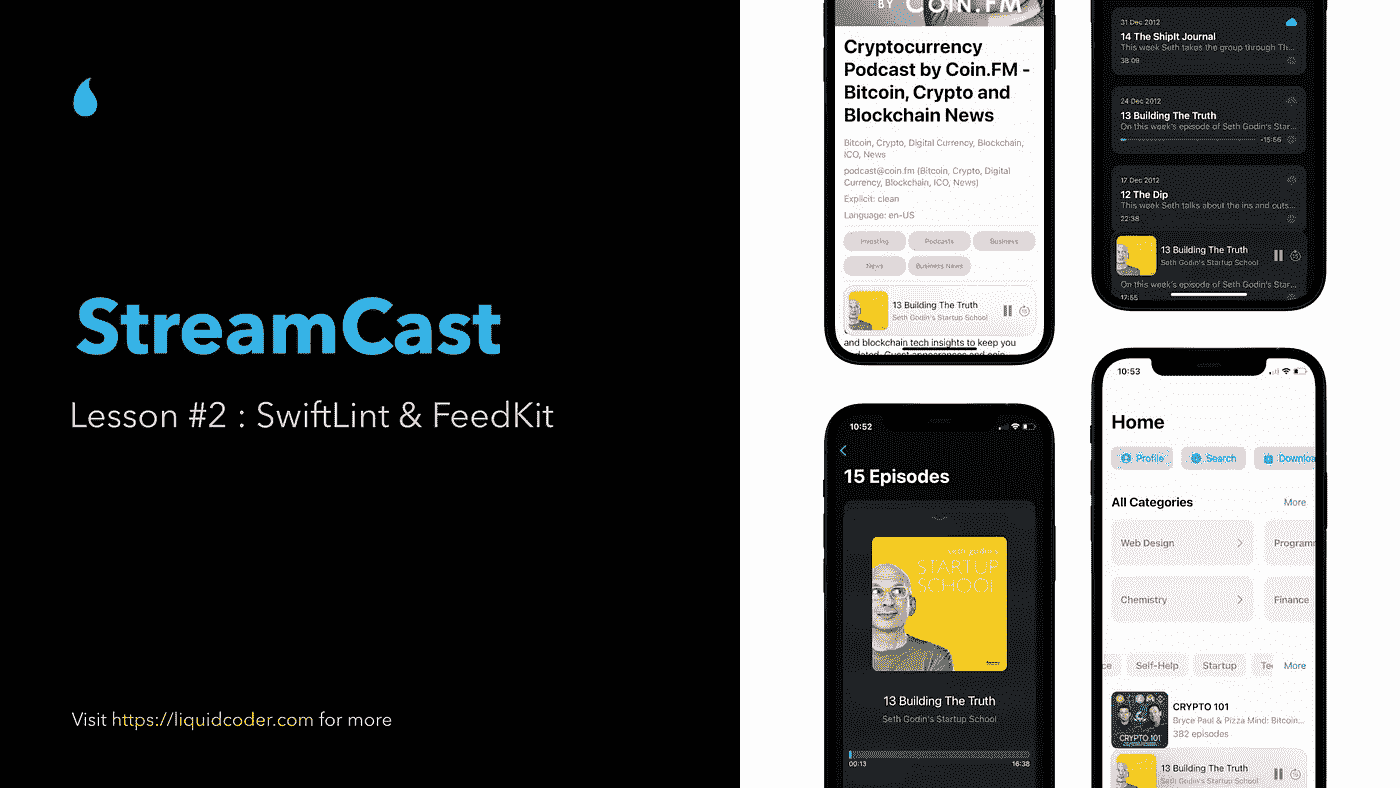 StreamCast
Lesson #2 : SwiftLint & FeedKit
Visit https://liquidcoder.com for more
BY COIN.FM
Cryptocurrency
Podcast by Coin.FM -
Bitcoin, Crypto and
Blockchain News
Bitcoin, Crypto, Digital Currency, Blockchain,
ICO, News
podcast@coin.fm (Bitcoin, Crypto, Digital
Currency, Blockchain, ICO, News)
Explicit: clean
Language: en-US
Investing Podcasts Business
News Business News
13 Building The Truth
Seth Godin's Startup School
and blockchain tech insights to keep you
31 Dec 2012
14 The ShipIt Journal
This week Seth takes the group through Th...
38:09
24 Dec 2012
13 Building The Truth
On this week's episode of Seth Godin's Star...
-15:56
17 Dec 2012
12 The Dip
This week Seth talks about the ins and outs...
22:38
13 Building The Truth
Seth Godin's Startup School
On this week's episode of Seth Godin's Star...
17:55
10:52
15 Episodes
STARTUP
SCHOOL
13 Building The Truth
Seth Godin's Startup School
00:13 16:38
10:53
Home
Profile Search Downloa
All Categories More
Web Design Programm
Chemistry Finance
ce Self-Help Startup Te More
CRYPTO 101
CRYPTO 101
Bryce Paul & Pizza Mind: Bitcoin...
382 episodes
13 Building The Truth
Seth Godin's Startup School